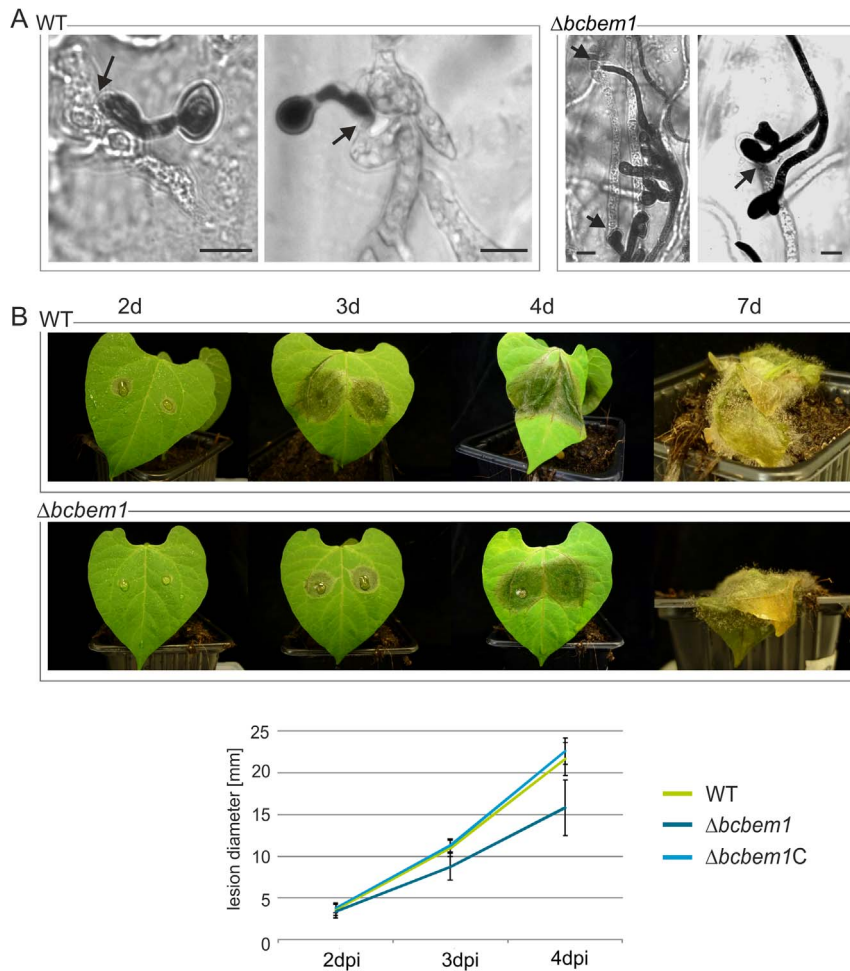 A
WT
Δbcbem1
2d 3d 4d 7d
B
WT
Δbcbem1
25
20
15
10
5
0
lesion diameter [mm]
2dpi 3dpi 4dpi
WT
Δbcbem1
Δbcbem1C